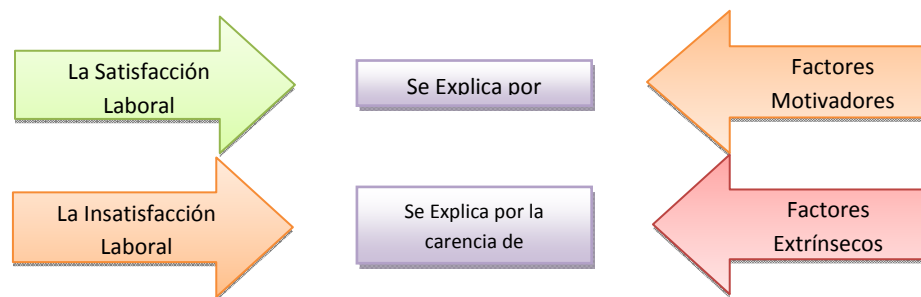 La Satisfacción
Laboral
Se Explica por
Factores
Motivadores
La Insatisfacción
Laboral
Se Explica por la
carencia de
Factores
Extrínsecos